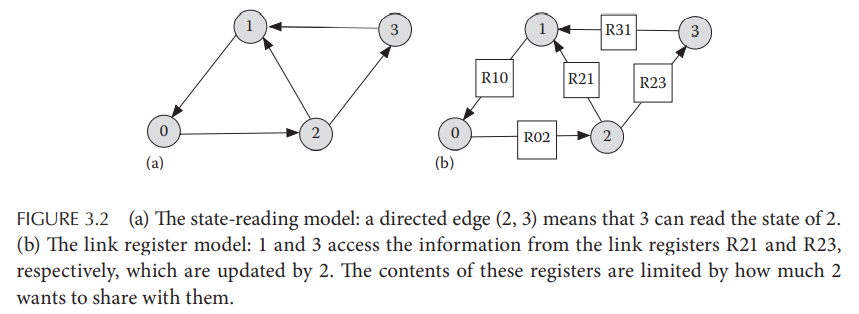 1 3 1 R31 3
R10 R21 R23
0 2 0 R02 2
(a) (b)
FIGURE 3.2 (a) The state-reading model: a directed edge (2, 3) means that 3 can read the state of 2.
(b) The link register model: 1 and 3 access the information from the link registers R21 and R23,
respectively, which are updated by 2. The contents of these registers are limited by how much 2
wants to share with them.